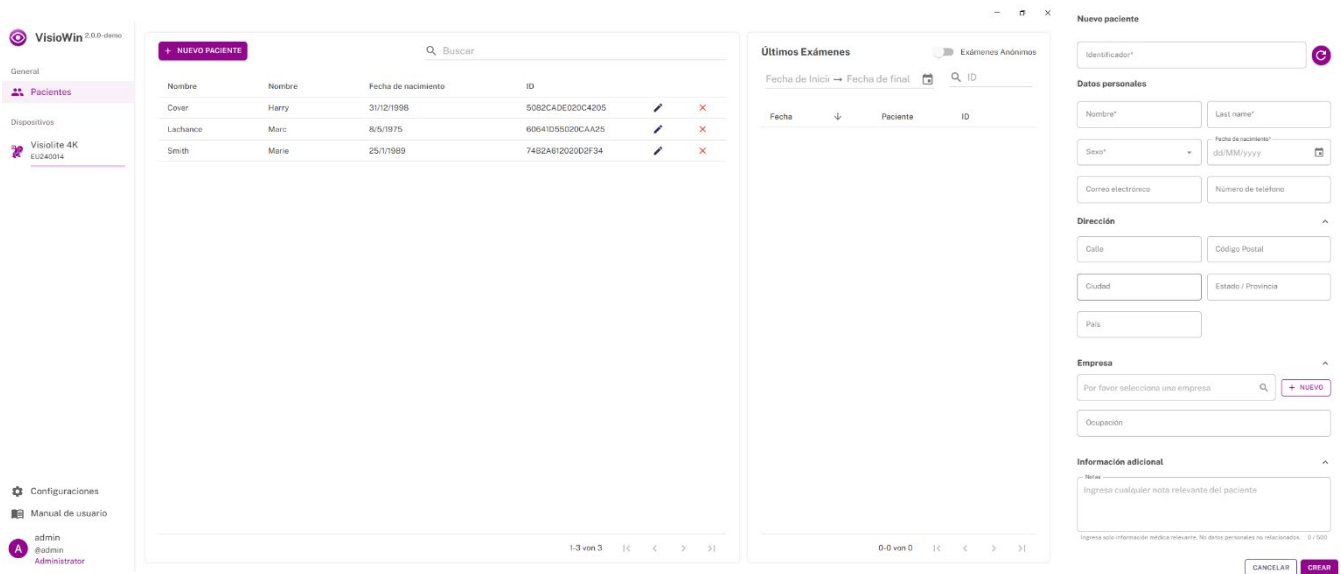 VisioWin 2.0.0-demo
General
Pacientes
Dispositivos
Visiolite 4K
EU240014
Configuraciones
Manual de usuario
A
admin
@admin
Administrator
+ NUEVO PACIENTE
Buscar
Nombre Nombre Fecha de nacimiento ID
Cover Harry 31/12/1998 5082CADE020C4205
Lachance Marc 8/5/1975 60641D55020CAA25
Smith Marie 25/1/1989 74B2A612020D2F34
1-3 von 3
Últimos Exámenes
Exámenes Anónimos
Fecha de Inici → Fecha de final
ID
Fecha ↓ Paciente ID
0-0 von 0
Nuevo paciente
Identificador*
Datos personales
Nombre* Last name*
Sexo* Fecha de nacimiento*
dd/MM/yyyy
Correo electrónico Número de teléfono
Dirección
Calle Código Postal
Ciudad Estado / Provincia
País
Empresa
Por favor selecciona una empresa
+ NUEVO
Ocupación
Información adicional
Notas
Ingresa cualquier nota relevante del paciente
Ingresa solo información médica relevante. No datos personales no relacionados. 0 / 500
CANCELAR CREAR